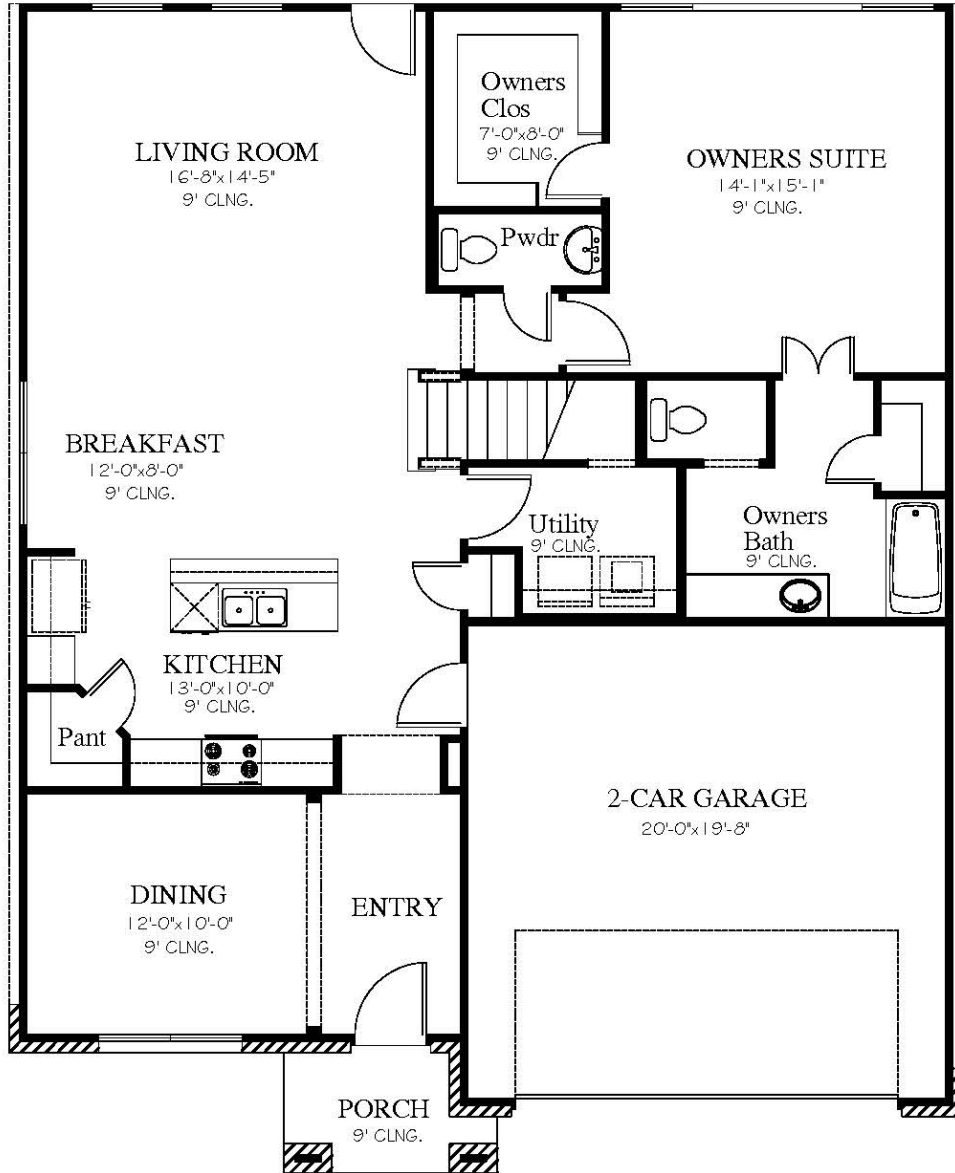 Owners
Clos
7'-0"x8'-0"
9' CLNG.
LIVING ROOM
16'-8"x14'-5"
9' CLNG.
OWNERS SUITE
14'-1"x15'-1"
9' CLNG.
Pwdr
BREAKFAST
12'-0"x8'-0"
9' CLNG.
Utility
9' CLNG.
Owners
Bath
9' CLNG.
KITCHEN
13'-0"x10'-0"
9' CLNG.
Pant
2-CAR GARAGE
20'-0"x19'-8"
DINING
12'-0"x10'-0"
9' CLNG.
ENTRY
PORCH
9' CLNG.